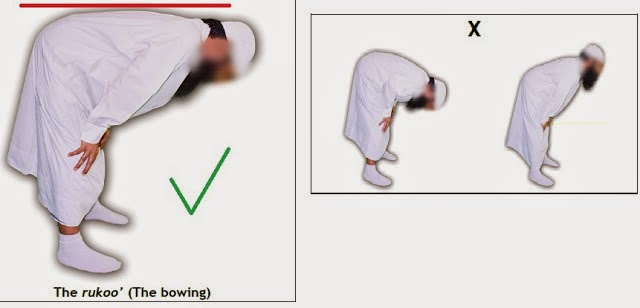 X
The rukoo’ (The bowing)